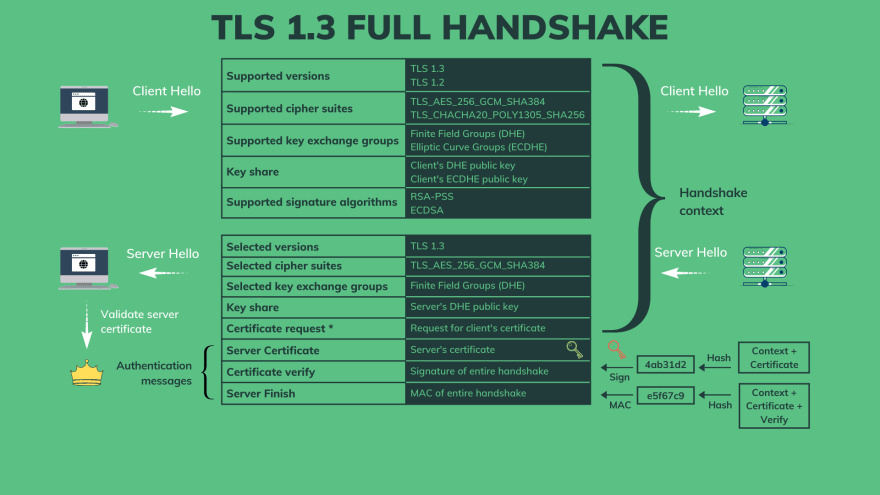 TLS 1.3 FULL HANDSHAKE
Client Hello
Supported versions
TLS 1.3
TLS 1.2
Supported cipher suites
TLS_AES_256_GCM_SHA384
TLS_CHACHA20_POLY1305_SHA256
Supported key exchange groups
Finite Field Groups (DHE)
Elliptic Curve Groups (ECDHE)
Key share
Client's DHE public key
Client's ECDHE public key
Supported signature algorithms
RSA-PSS
ECDSA
Client Hello
Handshake
context
Server Hello
Selected versions
TLS 1.3
Selected cipher suites
TLS_AES_256_GCM_SHA384
Selected key exchange groups
Finite Field Groups (DHE)
Key share
Server's DHE public key
Certificate request *
Request for client's certificate
Server Hello
Validate server
certificate
Authentication
messages
Server Certificate
Server's certificate
Certificate verify
Signature of entire handshake
Server Finish
MAC of entire handshake
Sign
4ab31d2
Hash
Context +
Certificate
MAC
e5f67c9
Hash
Context +
Certificate +
Verify